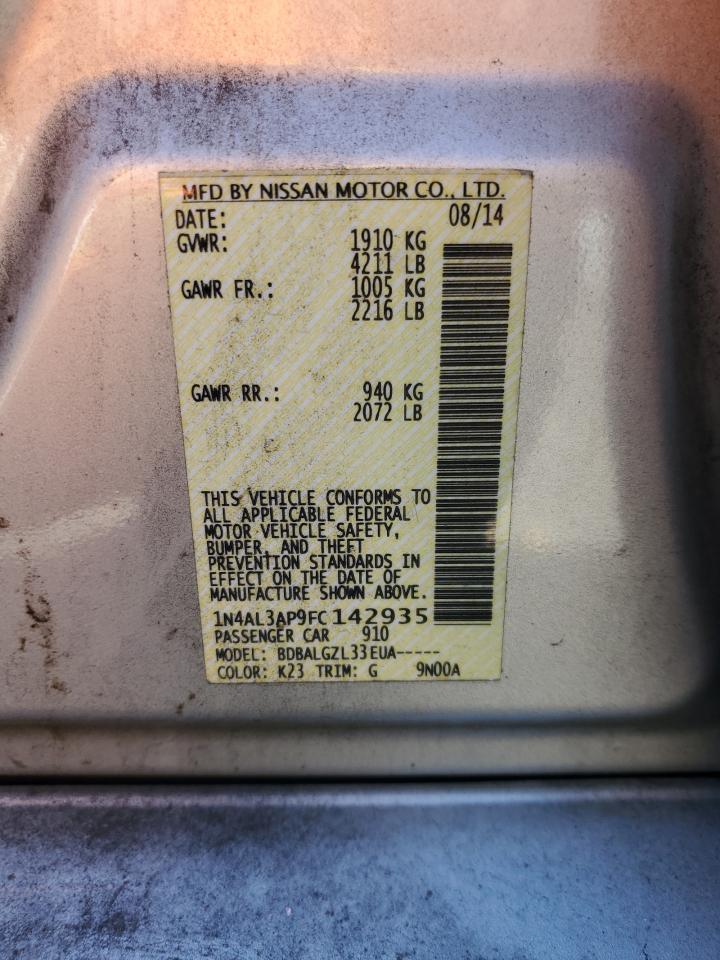 MFD BY NISSAN MOTOR CO., LTD.
DATE: 08/14
GVWR: 1910 KG
4211 LB
GAWR FR.: 1005 KG
2216 LB
GAWR RR.: 940 KG
2072 LB
THIS VEHICLE CONFORMS TO
ALL APPLICABLE FEDERAL
MOTOR VEHICLE SAFETY,
BUMPER, AND THEFT
PREVENTION STANDARDS IN
EFFECT ON THE DATE OF
MANUFACTURE SHOWN ABOVE.
1N4AL3AP9FC142935
PASSENGER CAR 910
MODEL: BDBALGZL33EUA-----
COLOR: K23 TRIM: G 9N00A